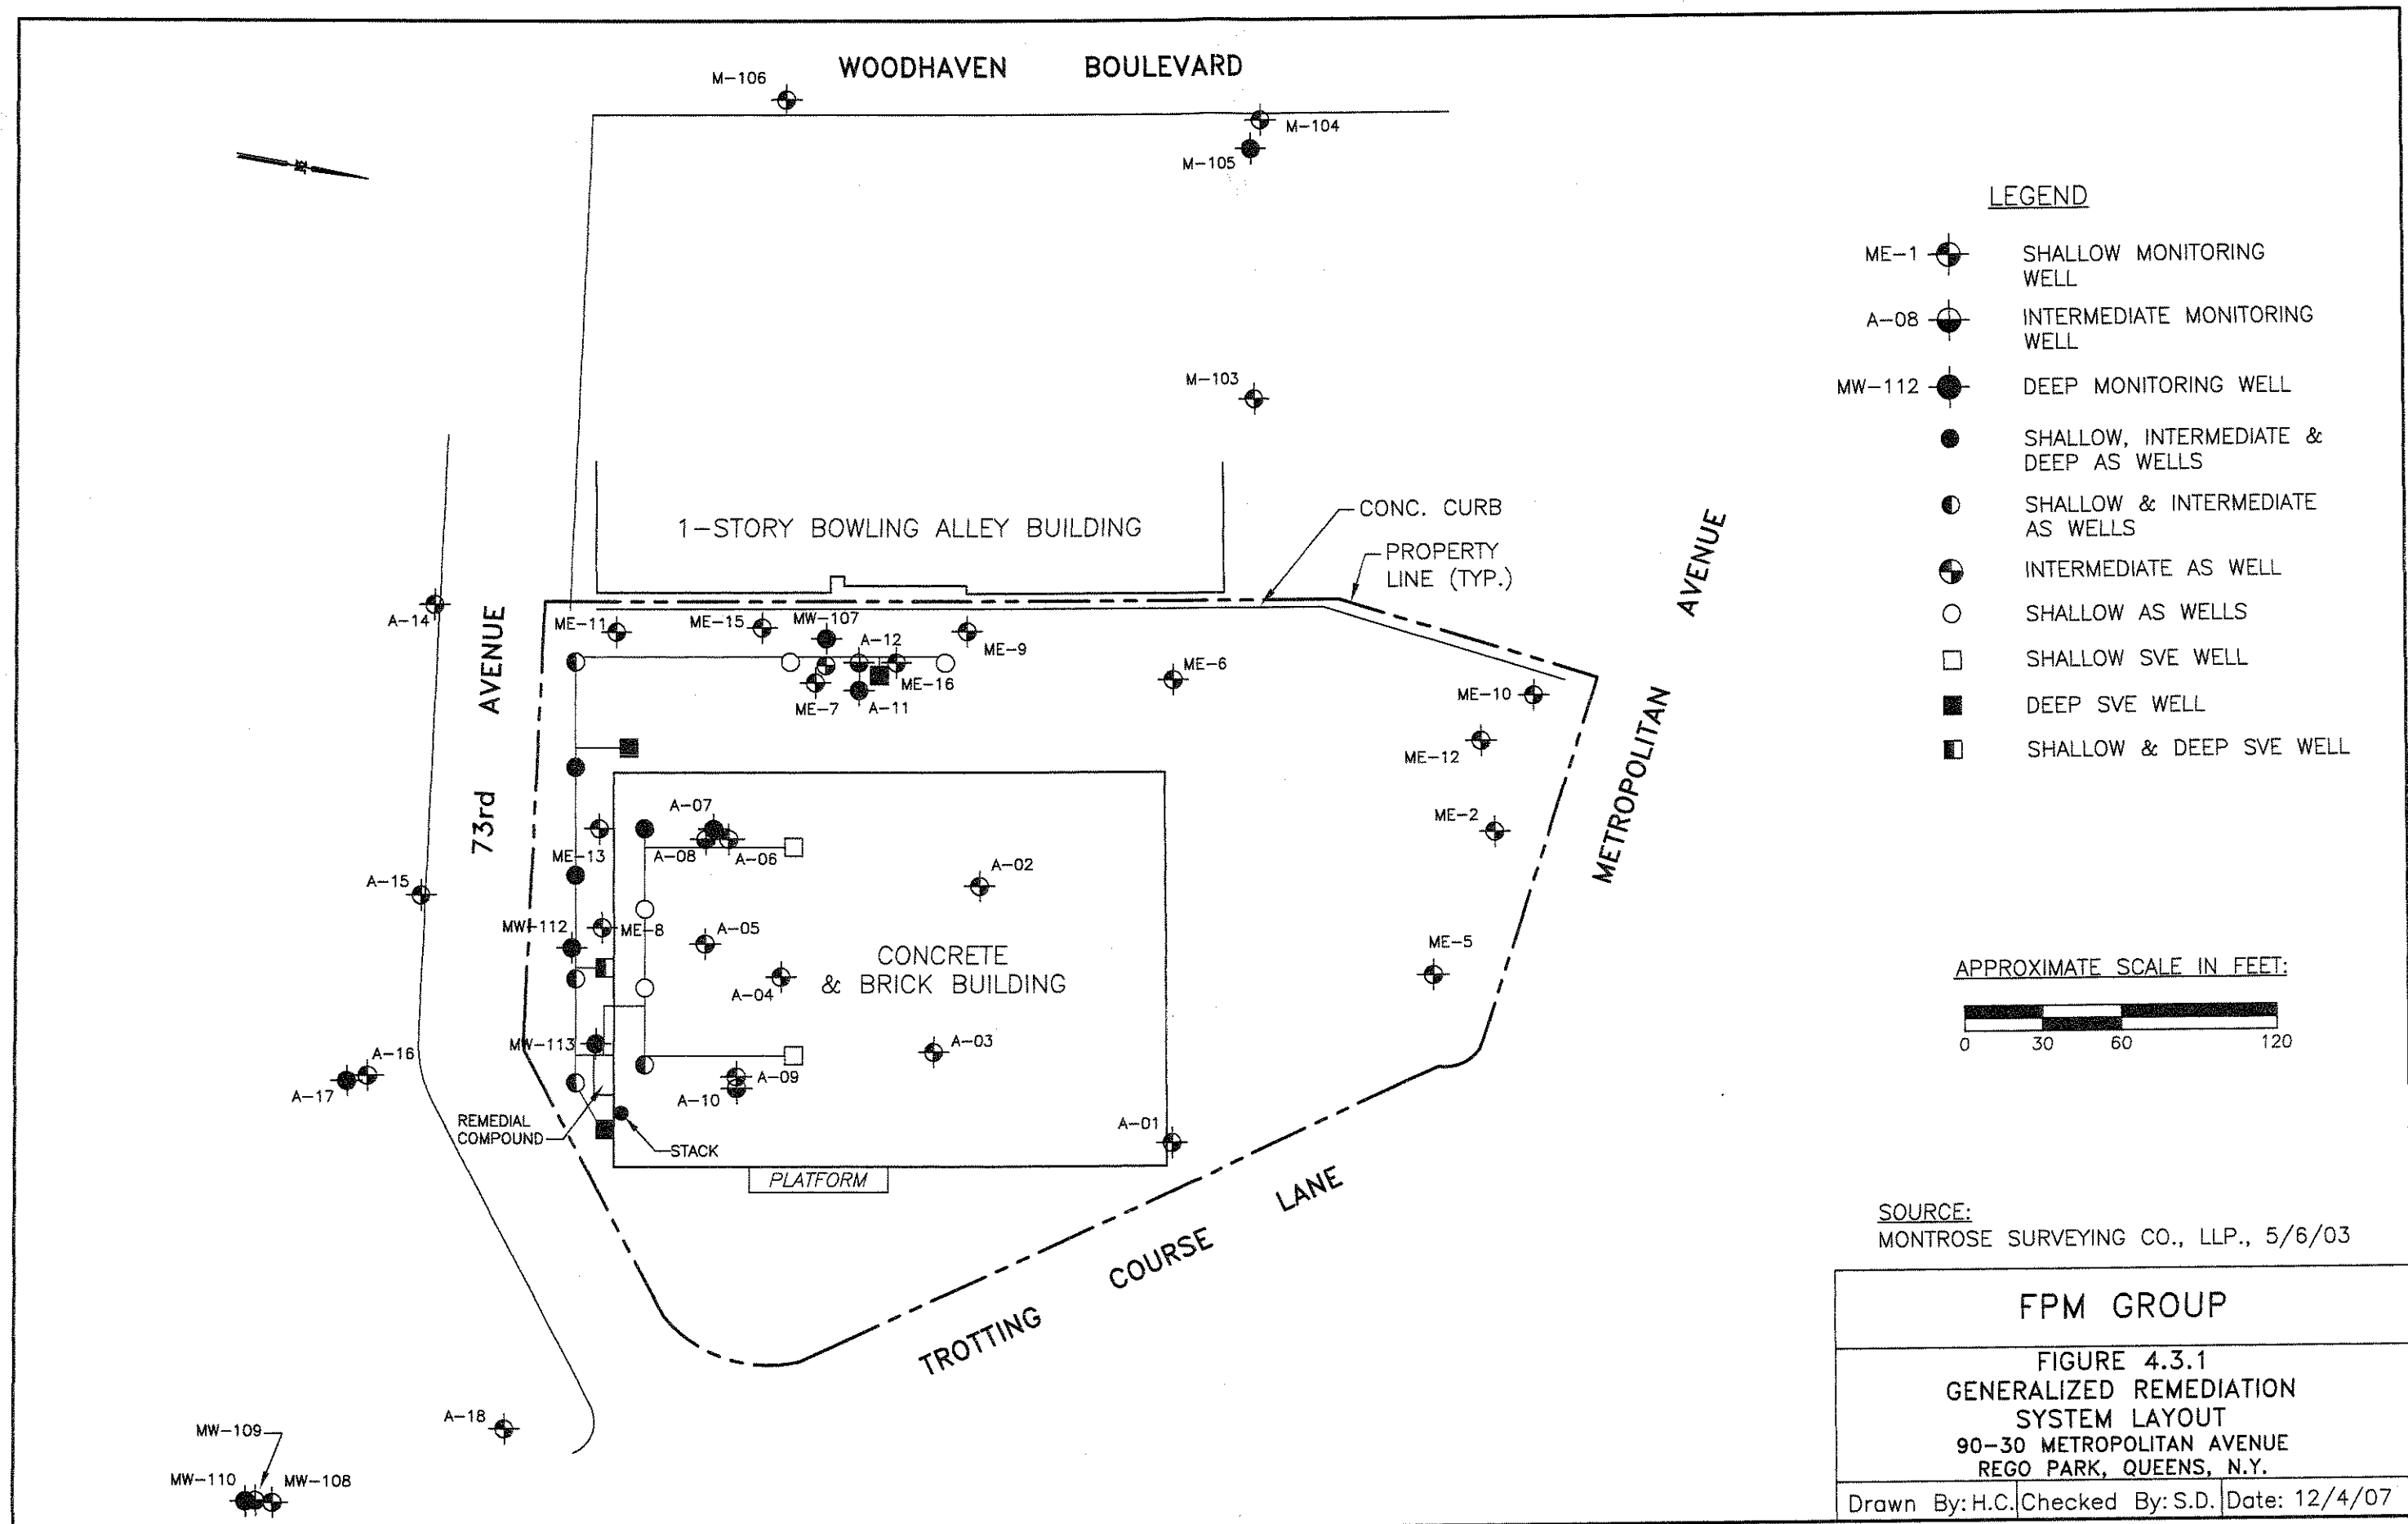 WOODHAVEN BOULEVARD
M-106
M-104
M-105
M-103
1-STORY BOWLING ALLEY BUILDING
CONC. CURB
PROPERTY
LINE (TYP.)
METROPOLITAN AVENUE
73rd AVENUE
A-14
ME-11
ME-15
MW-107
A-12
ME-9
ME-16
ME-7
A-11
ME-6
ME-10
ME-12
ME-2
ME-5
A-07
ME-13
A-08
A-06
A-02
A-15
MW-112
ME-8
A-05
A-04
CONCRETE
& BRICK BUILDING
A-03
MW-113
A-16
A-17
A-09
A-10
A-01
REMEDIAL
COMPOUND
STACK
PLATFORM
TROTTING COURSE LANE
A-18
MW-109
MW-110
MW-108
LEGEND
ME-1 SHALLOW MONITORING
WELL
A-08 INTERMEDIATE MONITORING
WELL
MW-112 DEEP MONITORING WELL
SHALLOW, INTERMEDIATE &
DEEP AS WELLS
SHALLOW & INTERMEDIATE
AS WELLS
INTERMEDIATE AS WELL
SHALLOW AS WELLS
SHALLOW SVE WELL
DEEP SVE WELL
SHALLOW & DEEP SVE WELL
APPROXIMATE SCALE IN FEET:
0 30 60 120
SOURCE:
MONTROSE SURVEYING CO., LLP., 5/6/03
FPM GROUP
FIGURE 4.3.1
GENERALIZED REMEDIATION
SYSTEM LAYOUT
90-30 METROPOLITAN AVENUE
REGO PARK, QUEENS, N.Y.
Drawn By: H.C. Checked By: S.D. Date: 12/4/07